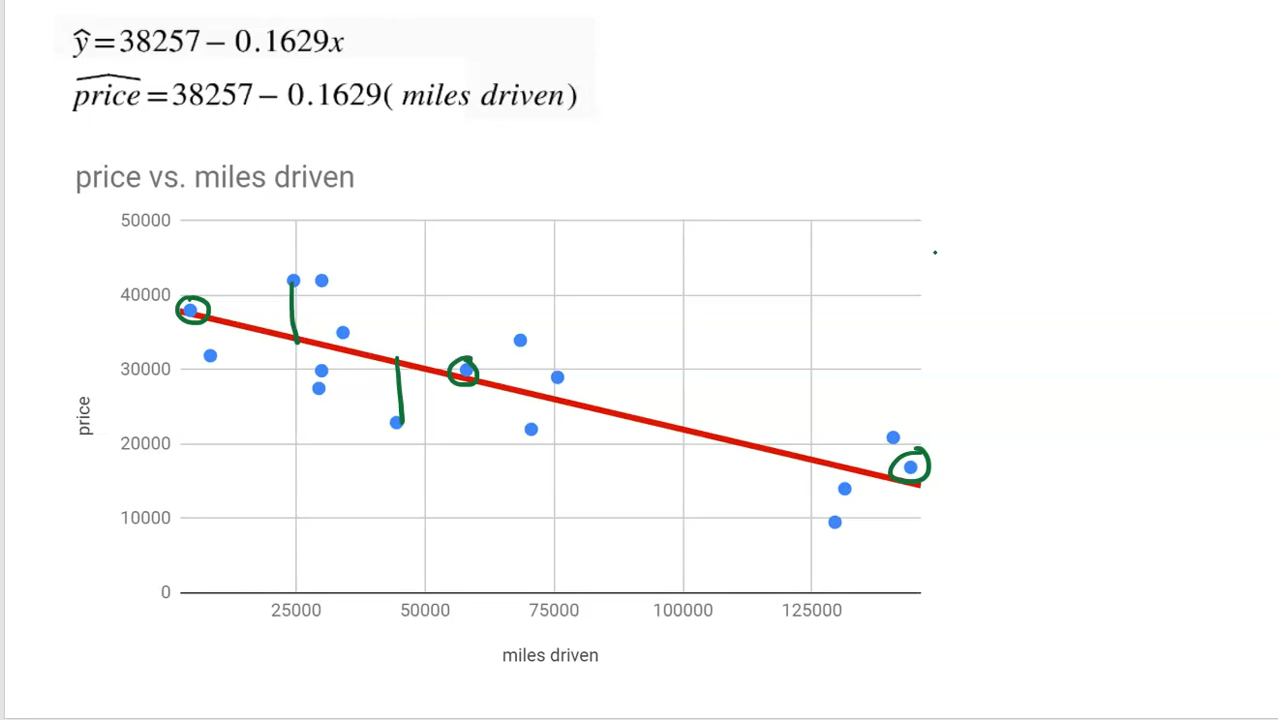 ŷ = 38257 − 0.1629x
price = 38257 − 0.1629( miles driven)
price vs. miles driven
50000
40000
30000
20000
10000
0
price
25000 50000 75000 100000 125000
miles driven